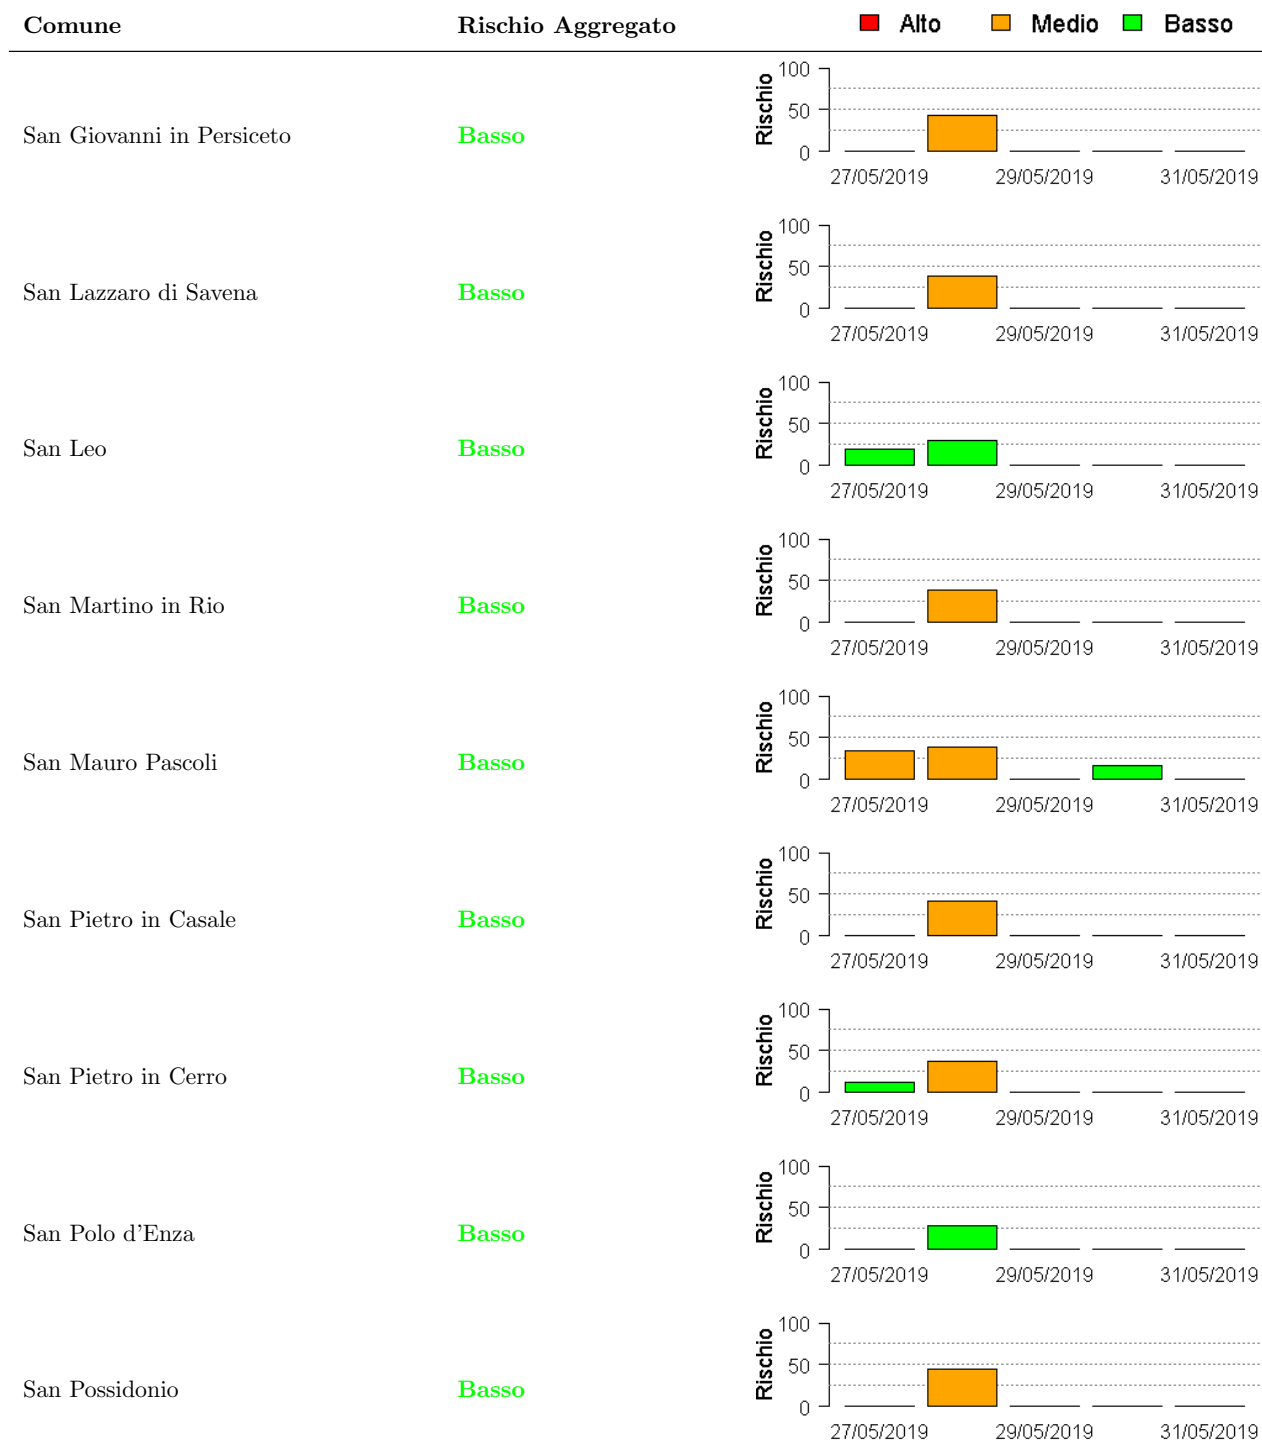 Comune Rischio Aggregato Alto Medio Basso
San Giovanni in Persiceto Basso Rischio 100 50 0
27/05/2019 29/05/2019 31/05/2019
San Lazzaro di Savena Basso Rischio 100 50 0
27/05/2019 29/05/2019 31/05/2019
San Leo Basso Rischio 100 50 0
27/05/2019 29/05/2019 31/05/2019
San Martino in Rio Basso Rischio 100 50 0
27/05/2019 29/05/2019 31/05/2019
San Mauro Pascoli Basso Rischio 100 50 0
27/05/2019 29/05/2019 31/05/2019
San Pietro in Casale Basso Rischio 100 50 0
27/05/2019 29/05/2019 31/05/2019
San Pietro in Cerro Basso Rischio 100 50 0
27/05/2019 29/05/2019 31/05/2019
San Polo d'Enza Basso Rischio 100 50 0
27/05/2019 29/05/2019 31/05/2019
San Possidonio Basso Rischio 100 50 0
27/05/2019 29/05/2019 31/05/2019